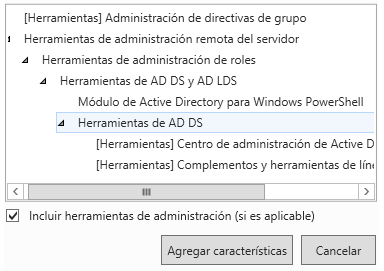 [Herramientas] Administración de directivas de grupo
Herramientas de administración remota del servidor
Herramientas de administración de roles
Herramientas de AD DS y AD LDS
Módulo de Active Directory para Windows PowerShell
Herramientas de AD DS
[Herramientas] Centro de administración de Active D
[Herramientas] Complementos y herramientas de líne
Incluir herramientas de administración (si es aplicable)
Agregar características Cancelar